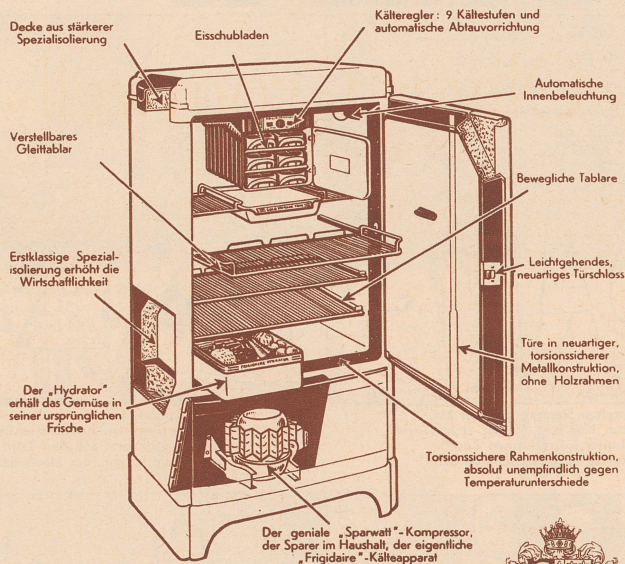 Decke aus stärkerer
Spezialisolierung
Eisschubladen
Kälteregler: 9 Kältestufen und
automatische Abtauvorrichtung
Automatische
Innenbeleuchtung
Verstellbares
Gleittablar
Bewegliche Tablare
Erstklassige Spezial-
isolierung erhöht die
Wirtschaftlichkeit
Leichtgehendes,
neuartiges Türschloss
Türe in neuartiger,
torsionssicherer
Metallkonstruktion,
ohne Holzrahmen
Der „Hydrator"
erhält das Gemüse in
seiner ursprünglichen
Frische
Torsionssichere Rahmenkonstruktion,
absolut unempfindlich gegen
Temperaturunterschiede
Der geniale „Sparwatt"-Kompressor,
der Sparer im Haushalt, der eigentliche
„Frigidaire"-Kälteapparat